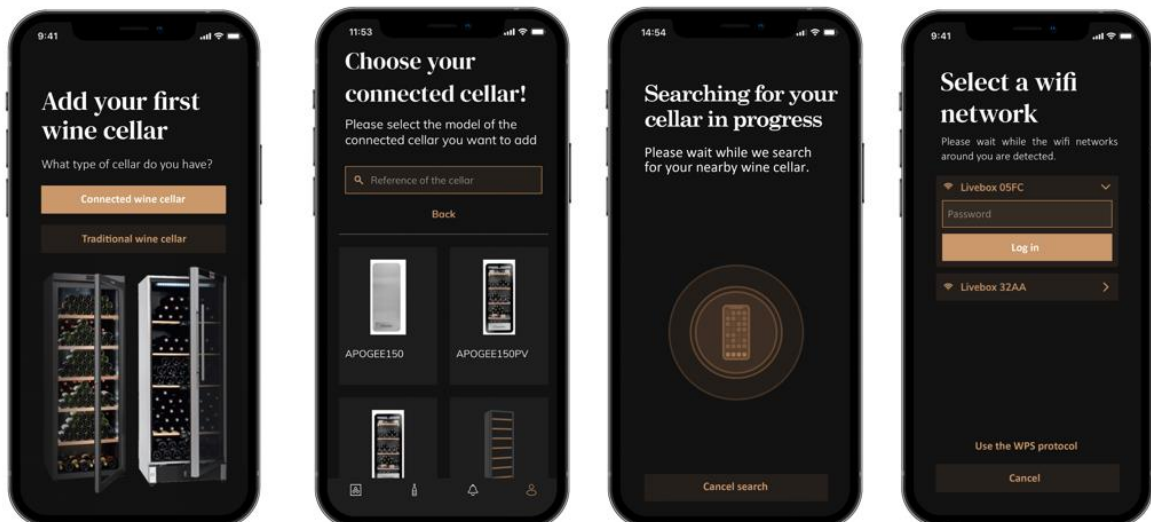 9:41
Add your first
wine cellar
What type of cellar do you have?
Connected wine cellar
Traditional wine cellar
11:53
Choose your
connected cellar!
Please select the model of the
connected cellar you want to add
Reference of the cellar
Back
APOGEE150
APOGEE150PV
14:54
Searching for your
cellar in progress
Please wait while we search
for your nearby wine cellar.
Cancel search
9:41
Select a wifi
network
Please wait while the wifi networks
around you are detected.
Livebox 05FC
Password
Log in
Livebox 32AA
Use the WPS protocol
Cancel